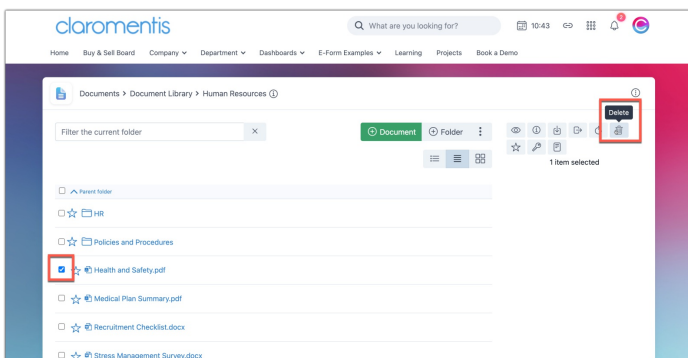 claromentis
What are you looking for?
10:43
2
Home Buy & Sell Board Company Department Dashboards E-Form Examples Learning Projects Book a Demo
Documents > Document Library > Human Resources
Delete
Filter the current folder
Document
Folder
1 item selected
Parent folder
HR
Policies and Procedures
Health and Safety.pdf
Medical Plan Summary.pdf
Recruitment Checklist.docx
Stress Management Survey.docx